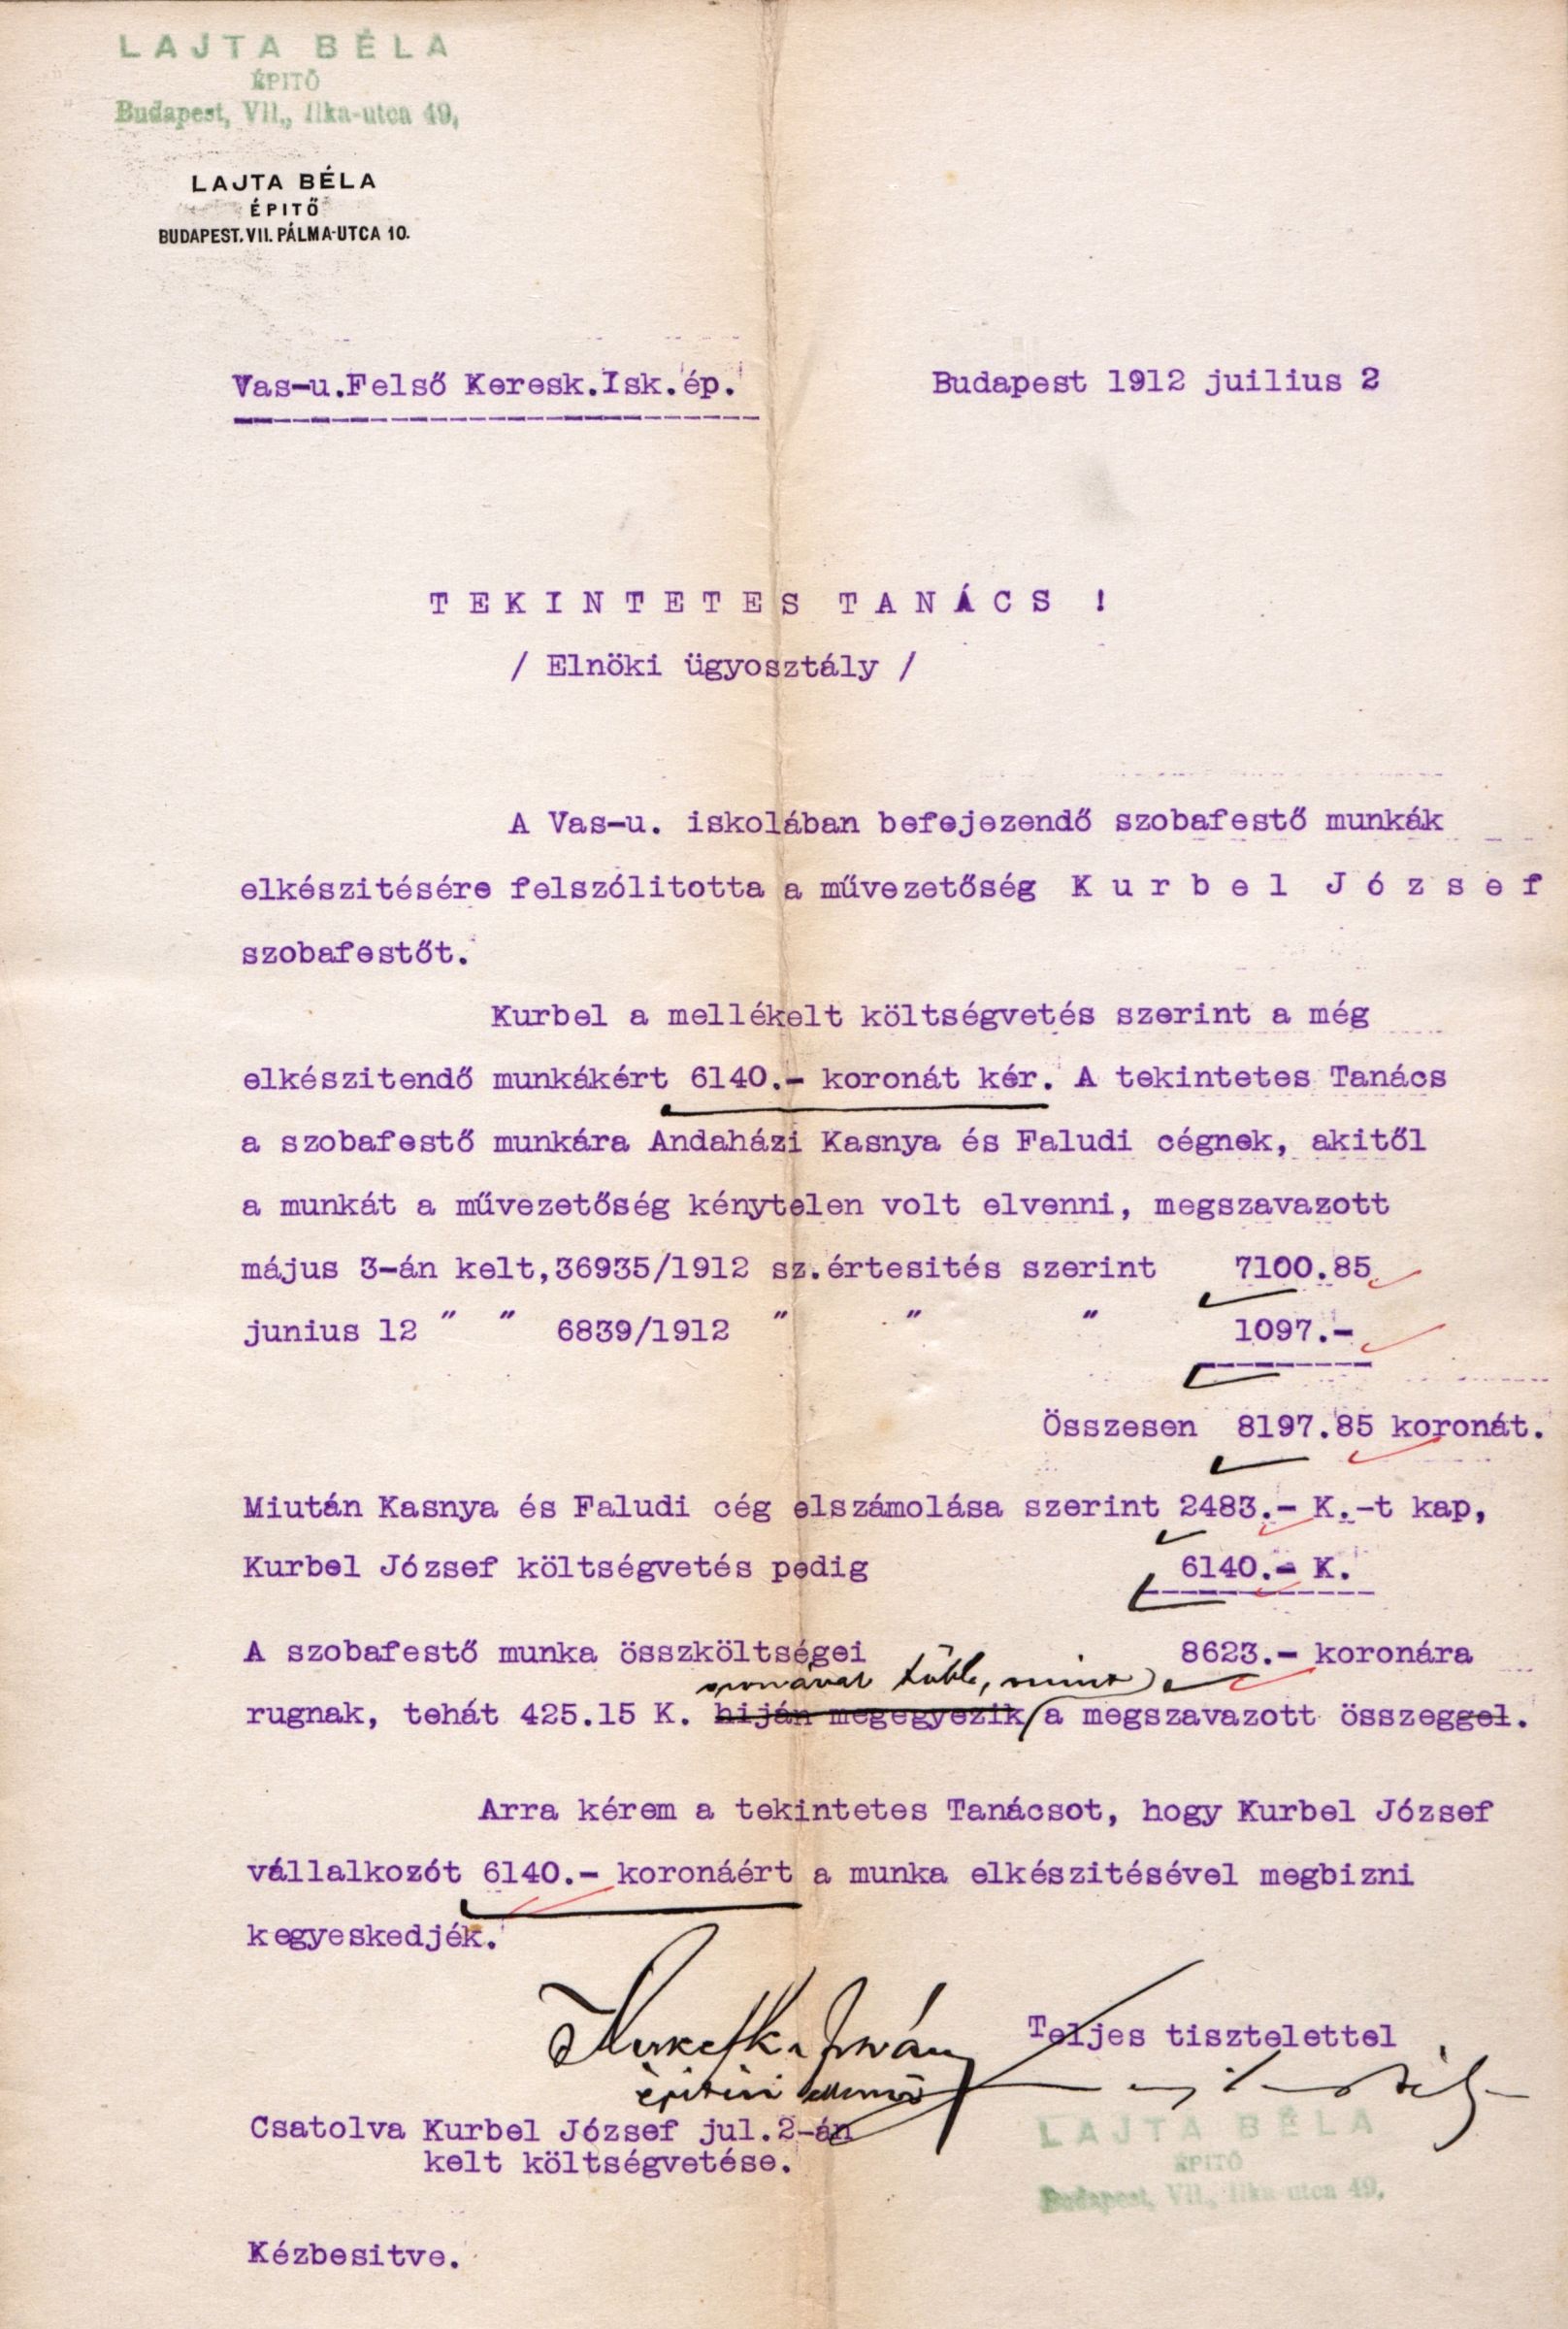 LAJTA BÉLA
ÉPITŐ
Budapest, VII., Ilka-utca 49,
LAJTA BÉLA
ÉPITŐ
BUDAPEST. VII. PÁLMA-UTCA 10.
Vas-u.Felső Keresk.Isk.ép.
Budapest 1912 juilius 2
TEKINTETES TANÁCS !
/ Elnöki ügyosztály /
A Vas-u. iskolában befejezendő szobafestő munkák
elkészitésére felszólitotta a művezetőség Kurbel József
szobafestőt.
Kurbel a mellékelt költségvetés szerint a még
elkészitendő munkákért 6140.- koronát kér. A tekintetes Tanács
a szobafestő munkára Andaházi Kasnya és Faludi cégnek, akitől
a munkát a művezetőség kénytelen volt elvenni, megszavazott
május 3-án kelt,36935/1912 sz.értesités szerint 7100.85
junius 12 " " 6839/1912 " " " 1097.-
Összesen 8197.85 koronát.
Miután Kasnya és Faludi cég elszámolása szerint 2483.- K.-t kap,
Kurbel József költségvetés pedig 6140.- K.
A szobafestő munka összköltségei 8623.- koronára
több, mint
rugnak, tehát 425.15 K. hiján megegyezik a megszavazott összeggel.
Arra kérem a tekintetes Tanácsot, hogy Kurbel József
vállalkozót 6140.- koronáért a munka elkészitésével megbizni
kegyeskedjék.
Teljes tisztelettel
Iván
LAJTA BÉLA
ÉPITŐ
Budapest, VII., Ilka-utca 49,
Csatolva Kurbel József jul.2-án
kelt költségvetése.
Kézbesitve.